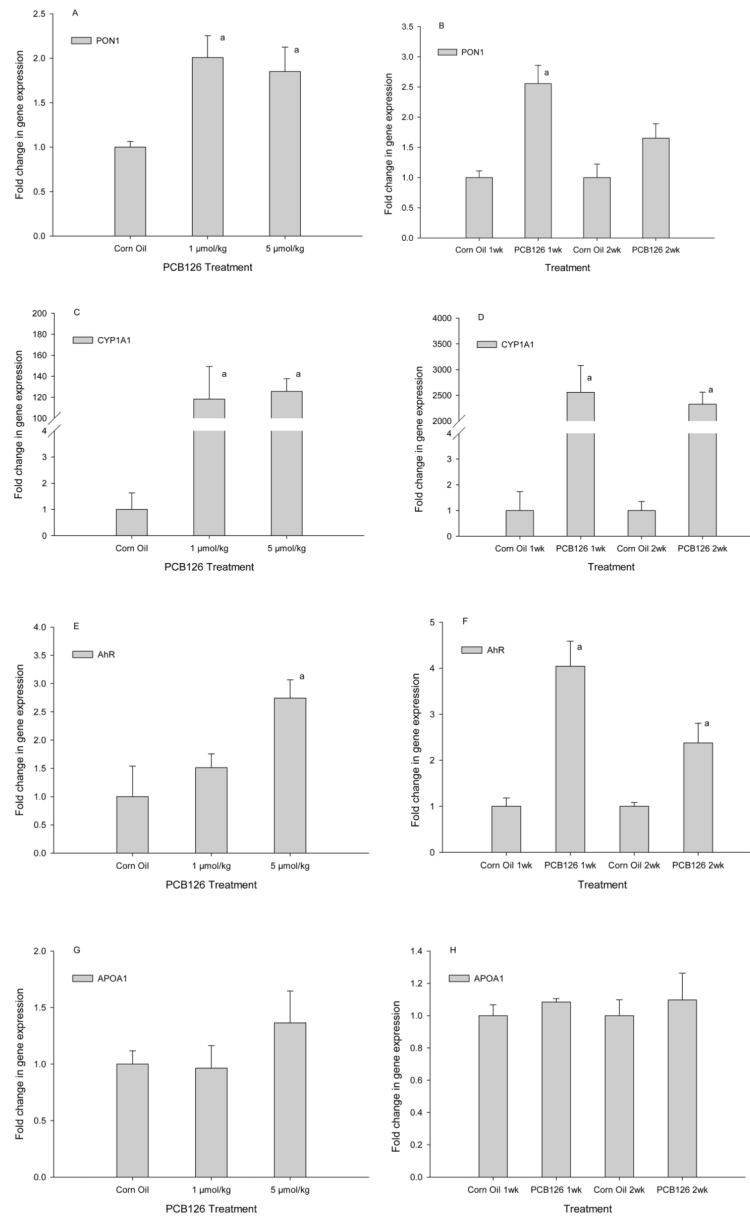 A
PON1
Fold change in gene expression
2.5
2.0
1.5
1.0
0.5
0.0
a
a
Corn Oil
1 μmol/kg
5 μmol/kg
PCB126 Treatment
B
PON1
Fold change in gene expression
3.5
3.0
2.5
2.0
1.5
1.0
0.5
0.0
a
Corn Oil 1wk
PCB126 1wk
Corn Oil 2wk
PCB126 2wk
Treatment
C
CYP1A1
Fold change in gene expression
200
180
160
140
120
100
4
3
2
1
0
a
a
Corn Oil
1 μmol/kg
5 μmol/kg
PCB126 Treatment
D
CYP1A1
Fold change in gene expression
4000
3500
3000
2500
2000
4
3
2
1
0
a
a
Corn Oil 1wk
PCB126 1wk
Corn Oil 2wk
PCB126 2wk
Treatment
E
AhR
Fold change in gene expression
4.0
3.5
3.0
2.5
2.0
1.5
1.0
0.5
0.0
a
Corn Oil
1 μmol/kg
5 μmol/kg
PCB126 Treatment
F
AhR
Fold change in gene expression
5
4
3
2
1
0
a
a
Corn Oil 1wk
PCB126 1wk
Corn Oil 2wk
PCB126 2wk
Treatment
G
APOA1
Fold change in gene expression
2.0
1.5
1.0
0.5
0.0
Corn Oil
1 μmol/kg
5 μmol/kg
PCB126 Treatment
H
APOA1
Fold change in gene expression
1.4
1.2
1.0
0.8
0.6
0.4
0.2
0.0
Corn Oil 1wk
PCB126 1wk
Corn Oil 2wk
PCB126 2wk
Treatment